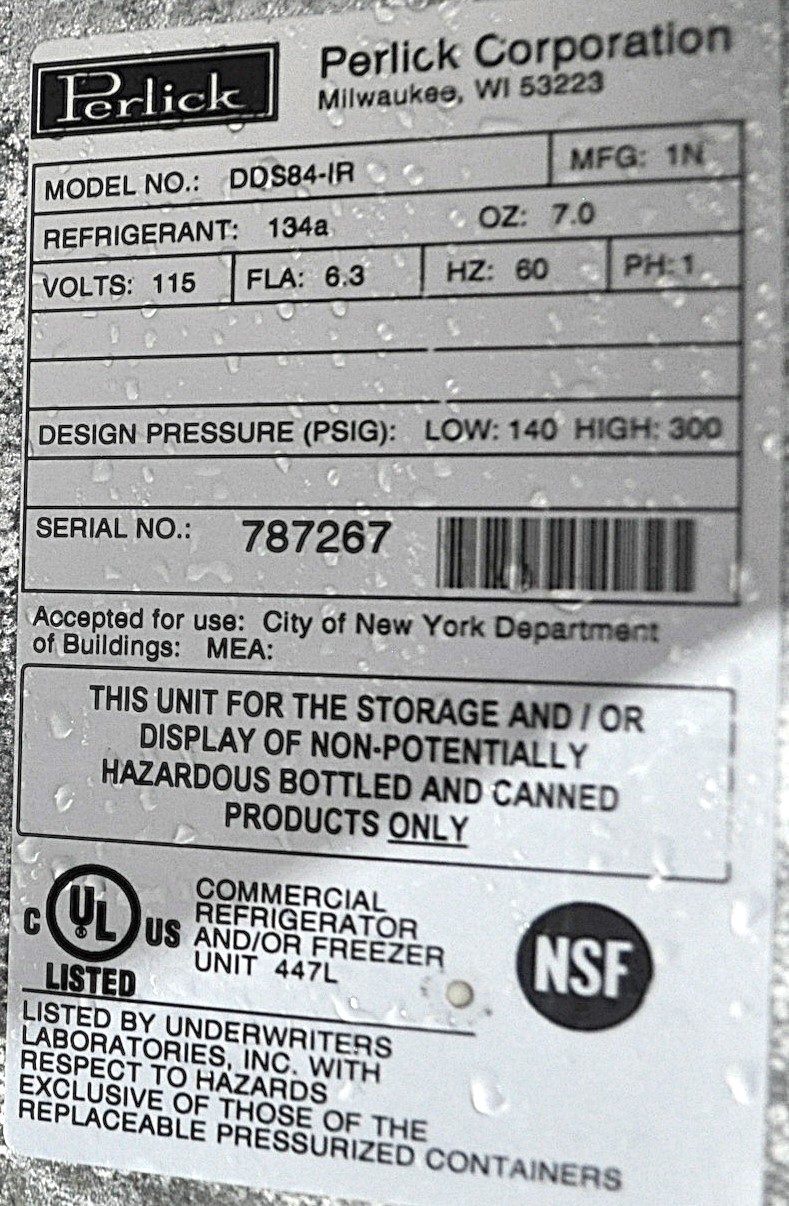 Perlick
Perlick Corporation
Milwaukee, WI 53223
MODEL NO.: DDS84-IR MFG: 1N
REFRIGERANT: 134a OZ: 7.0
VOLTS: 115 FLA: 6.3 HZ: 60 PH: 1
DESIGN PRESSURE (PSIG): LOW: 140 HIGH: 300
SERIAL NO.: 787267
Accepted for use: City of New York Department
of Buildings: MEA:
THIS UNIT FOR THE STORAGE AND / OR
DISPLAY OF NON-POTENTIALLY
HAZARDOUS BOTTLED AND CANNED
PRODUCTS ONLY
C UL® US
LISTED
COMMERCIAL
REFRIGERATOR
AND/OR FREEZER
UNIT 447L
NSF
LISTED BY UNDERWRITERS
LABORATORIES, INC. WITH
RESPECT TO HAZARDS
EXCLUSIVE OF THOSE OF THE
REPLACEABLE PRESSURIZED CONTAINERS